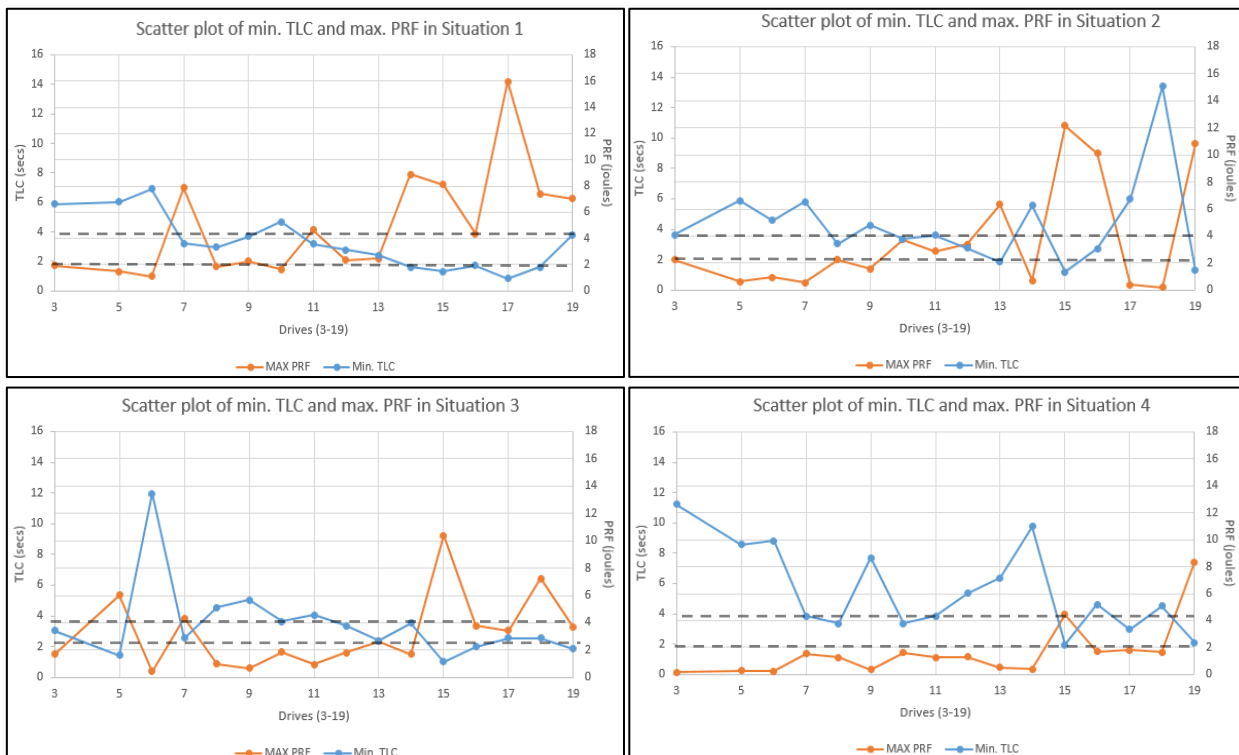 Scatter plot of min. TLC and max. PRF in Situation 1
16 14 12 10 8 6 4 2 0
TLC (secs)
18 16 14 12 10 8 6 4 2 0
PRF (joules)
3 5 7 9 11 13 15 17 19
Drives (3-19)
MAX PRF Min. TLC
Scatter plot of min. TLC and max. PRF in Situation 2
16 14 12 10 8 6 4 2 0
TLC (secs)
18 16 14 12 10 8 6 4 2 0
PRF (joules)
3 5 7 9 11 13 15 17 19
Drives (3-19)
MAX PRF Min. TLC
Scatter plot of min. TLC and max. PRF in Situation 3
16 14 12 10 8 6 4 2 0
TLC (secs)
18 16 14 12 10 8 6 4 2 0
PRF (joules)
3 5 7 9 11 13 15 17 19
Drives (3-19)
MAX PRF Min. TLC
Scatter plot of min. TLC and max. PRF in Situation 4
16 14 12 10 8 6 4 2 0
TLC (secs)
18 16 14 12 10 8 6 4 2 0
PRF (joules)
3 5 7 9 11 13 15 17 19
Drives (3-19)
MAX PRF Min. TLC